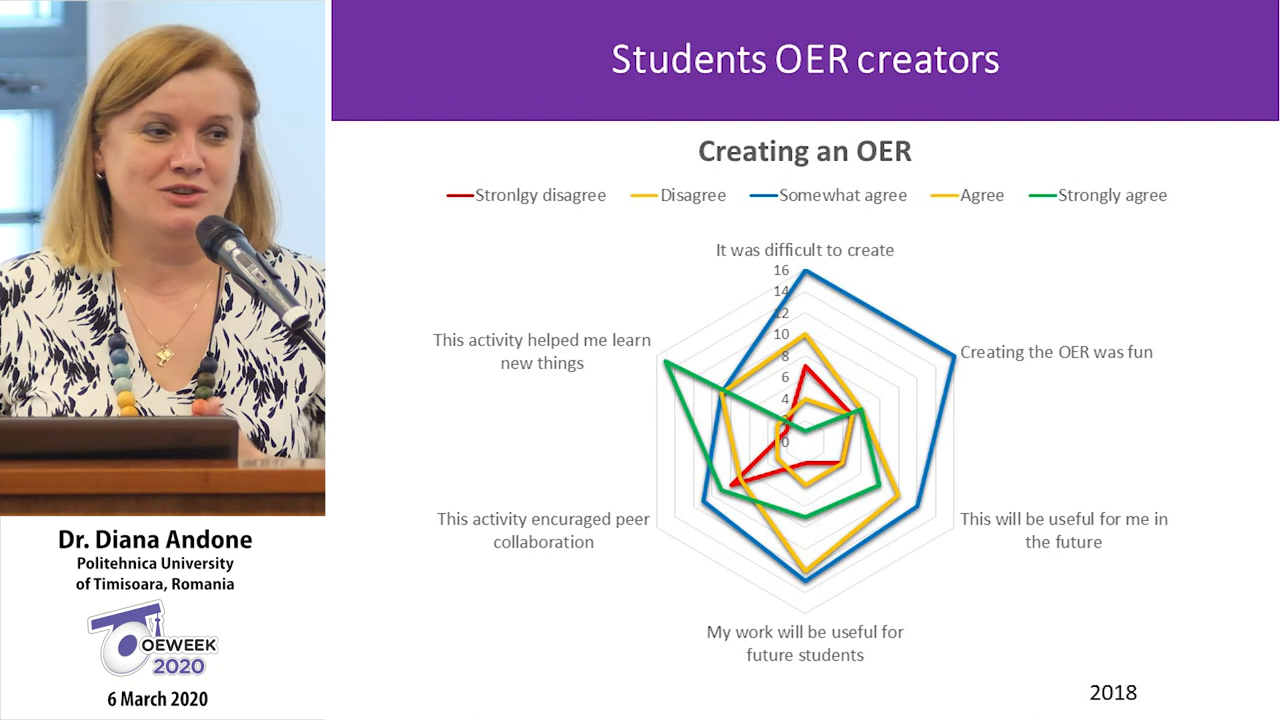 Students OER creators
Creating an OER
Stronlgy disagree
Disagree
Somewhat agree
Agree
Strongly agree
It was difficult to create
16
14
12
10
8
6
4
2
0
Creating the OER was fun
This will be useful for me in
the future
My work will be useful for
future students
This activity encuraged peer
collaboration
This activity helped me learn
new things
2018
Dr. Diana Andone
Politehnica University
of Timisoara, Romania
OEWEEK
2020
6 March 2020